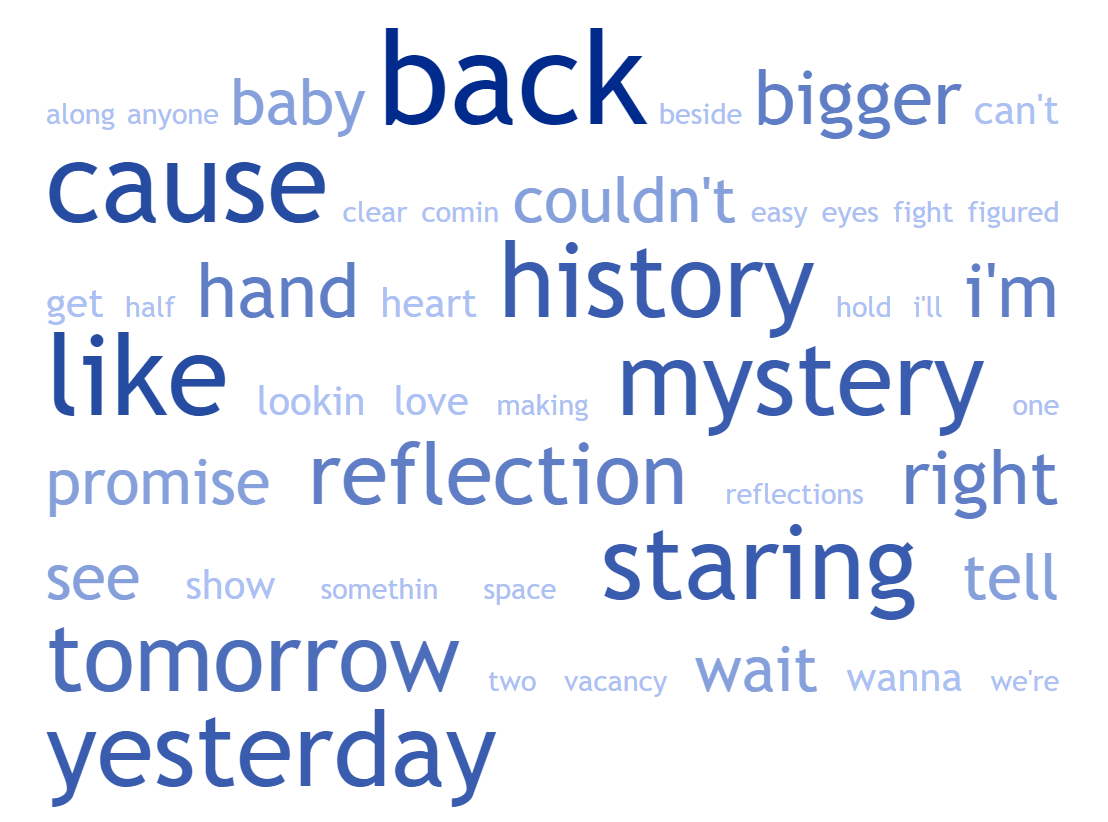 along anyone baby back beside bigger can't
cause clear comin couldn't easy eyes fight figured
get half hand heart history hold i'll i'm
like lookin love making mystery one
promise reflection reflections right
see show somethin space staring tell
tomorrow two vacancy wait wanna we're
yesterday